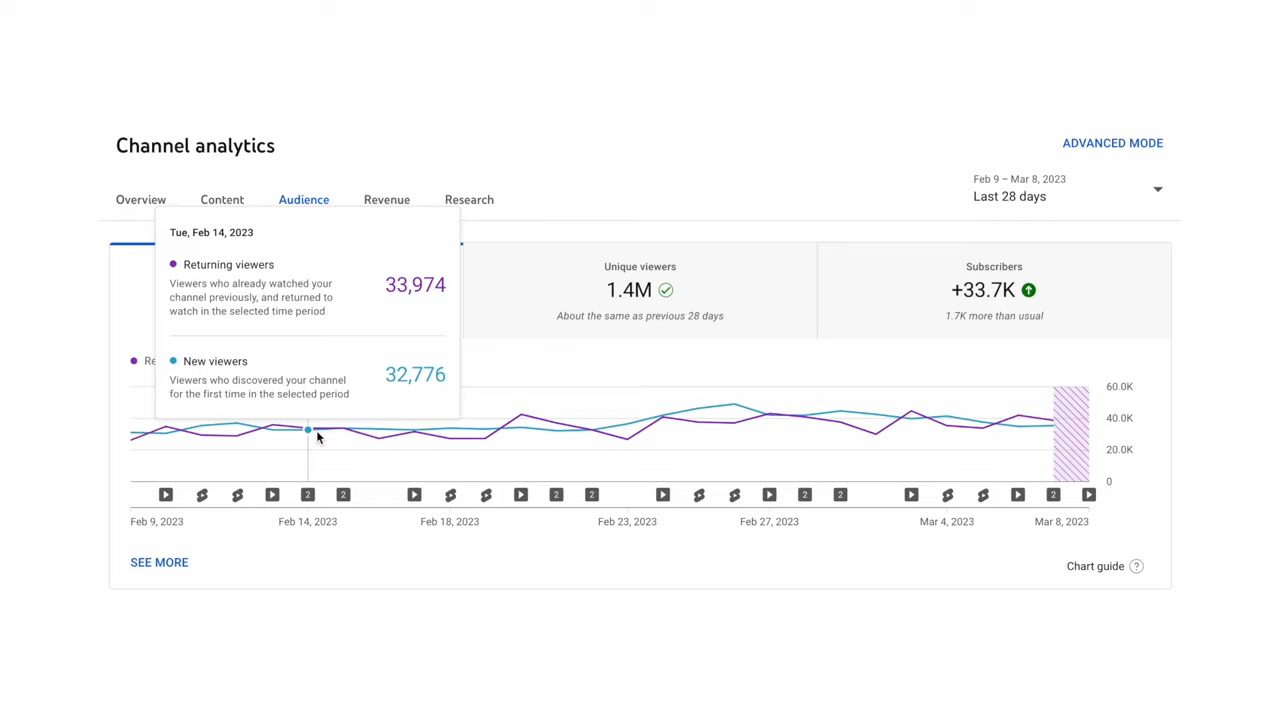 Channel analytics
ADVANCED MODE
Feb 9 – Mar 8, 2023
Last 28 days
Overview Content Audience Revenue Research
Tue, Feb 14, 2023
Returning viewers
Viewers who already watched your
channel previously, and returned to
watch in the selected time period
33,974
New viewers
Viewers who discovered your channel
for the first time in the selected period
32,776
Unique viewers
1.4M
About the same as previous 28 days
Subscribers
+33.7K
1.7K more than usual
Re
60.0K
40.0K
20.0K
0
2 2 2 2 2 2 2
Feb 9, 2023 Feb 14, 2023 Feb 18, 2023 Feb 23, 2023 Feb 27, 2023 Mar 4, 2023 Mar 8, 2023
SEE MORE
Chart guide ?